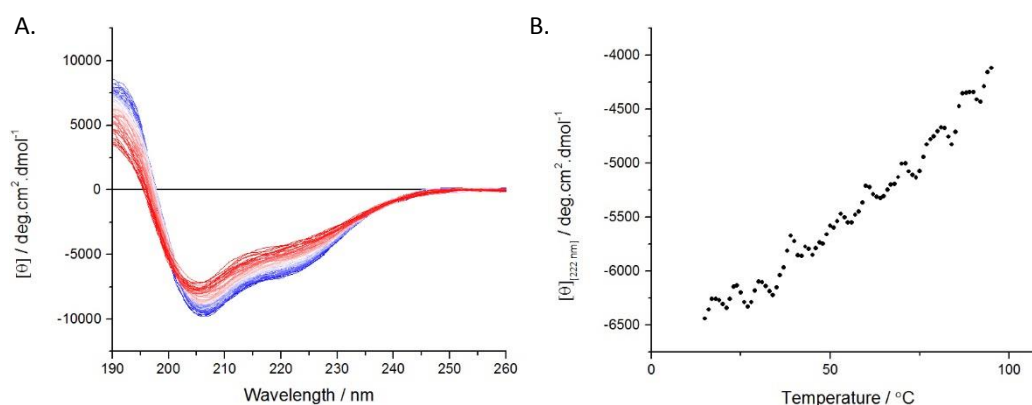 A.
[θ] / deg.cm².dmol⁻¹
10000
5000
0
-5000
-10000
190 200 210 220 230 240 250 260
Wavelength / nm
B.
[θ][222 nm] / deg.cm².dmol⁻¹
-4000
-4500
-5000
-5500
-6000
-6500
0 50 100
Temperature / °C